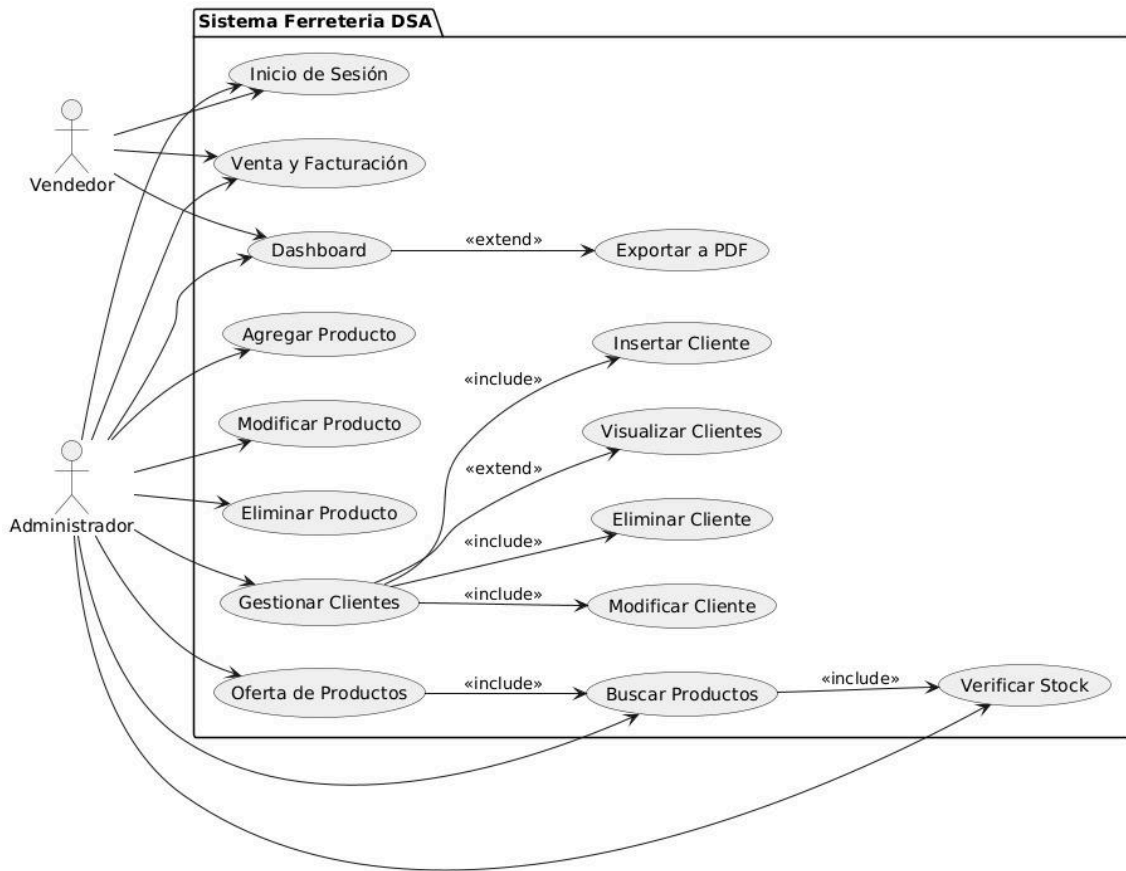 Sistema Ferreteria DSA
Inicio de Sesión
Vendedor
Venta y Facturación
Dashboard
«extend»
Exportar a PDF
Agregar Producto
Insertar Cliente
«include»
Modificar Producto
Visualizar Clientes
«extend»
Administrador
Eliminar Producto
Eliminar Cliente
«include»
Gestionar Clientes
«include»
Modificar Cliente
Oferta de Productos
«include»
Buscar Productos
«include»
Verificar Stock